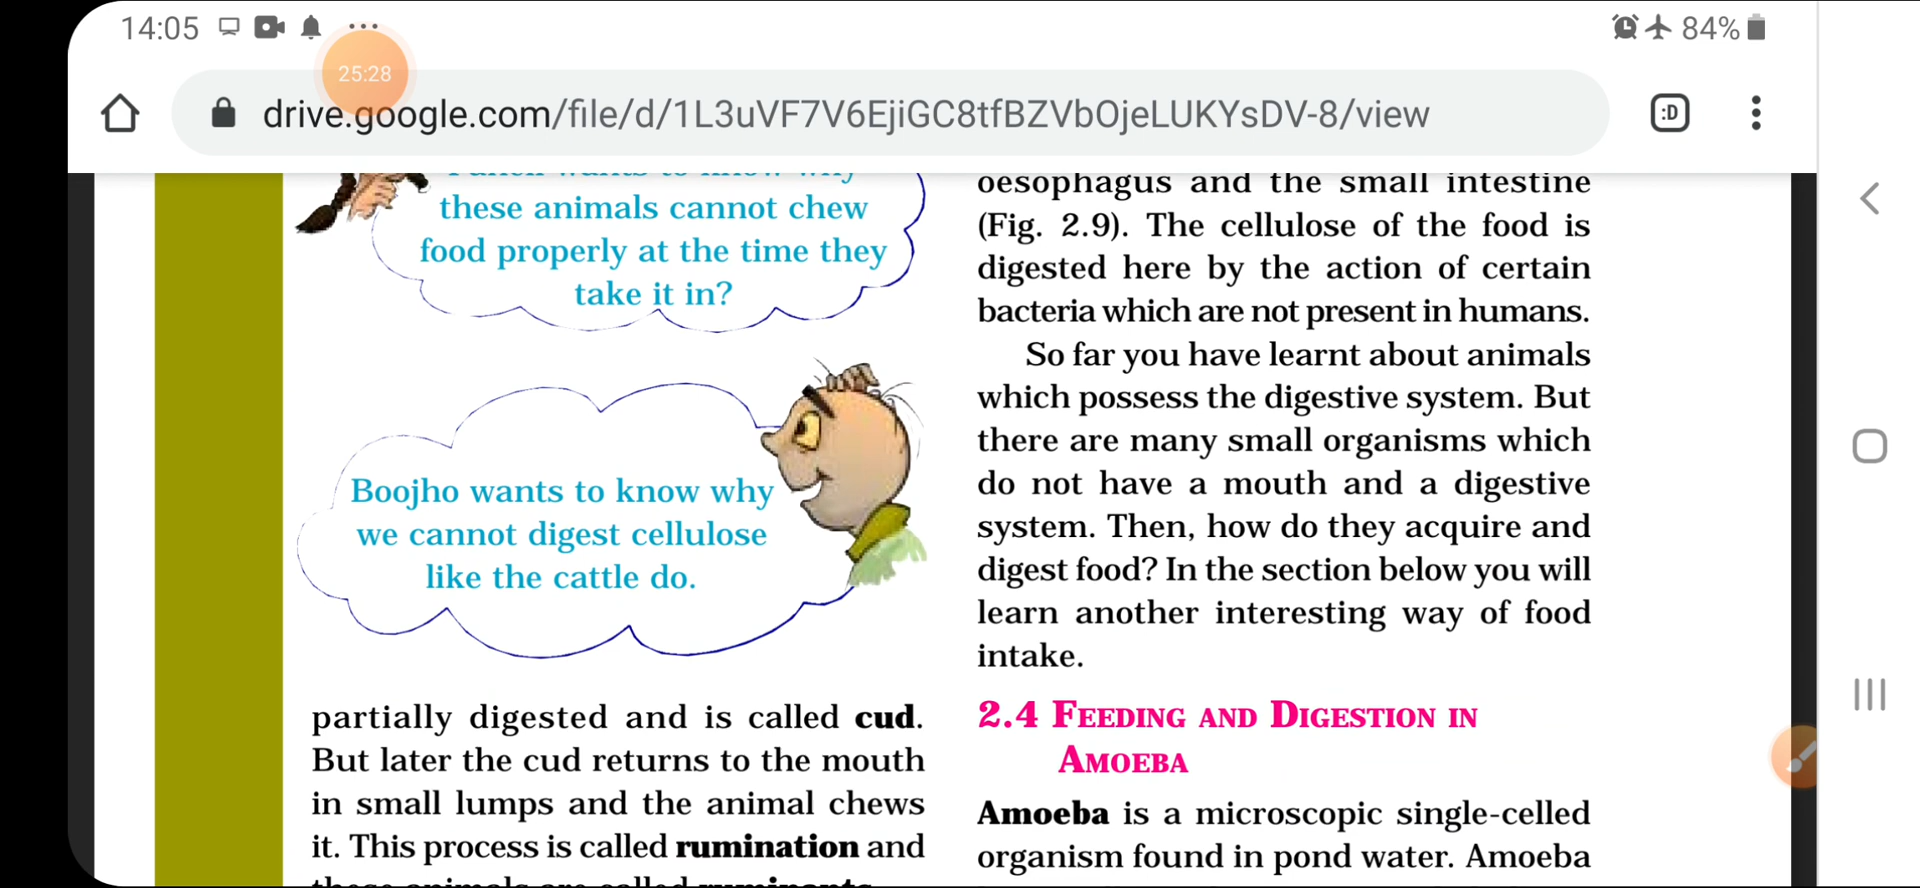 14:05
84%
25:28
drive.google.com/file/d/1L3uVF7V6EjiGC8tfBZVbOjeLUKYsDV-8/view
:D
these animals cannot chew
food properly at the time they
take it in?
Boojho wants to know why
we cannot digest cellulose
like the cattle do.
partially digested and is called cud.
But later the cud returns to the mouth
in small lumps and the animal chews
it. This process is called rumination and
these animals are called ruminants.
oesophagus and the small intestine
(Fig. 2.9). The cellulose of the food is
digested here by the action of certain
bacteria which are not present in humans.
So far you have learnt about animals
which possess the digestive system. But
there are many small organisms which
do not have a mouth and a digestive
system. Then, how do they acquire and
digest food? In the section below you will
learn another interesting way of food
intake.
2.4 FEEDING AND DIGESTION IN
AMOEBA
Amoeba is a microscopic single-celled
organism found in pond water. Amoeba